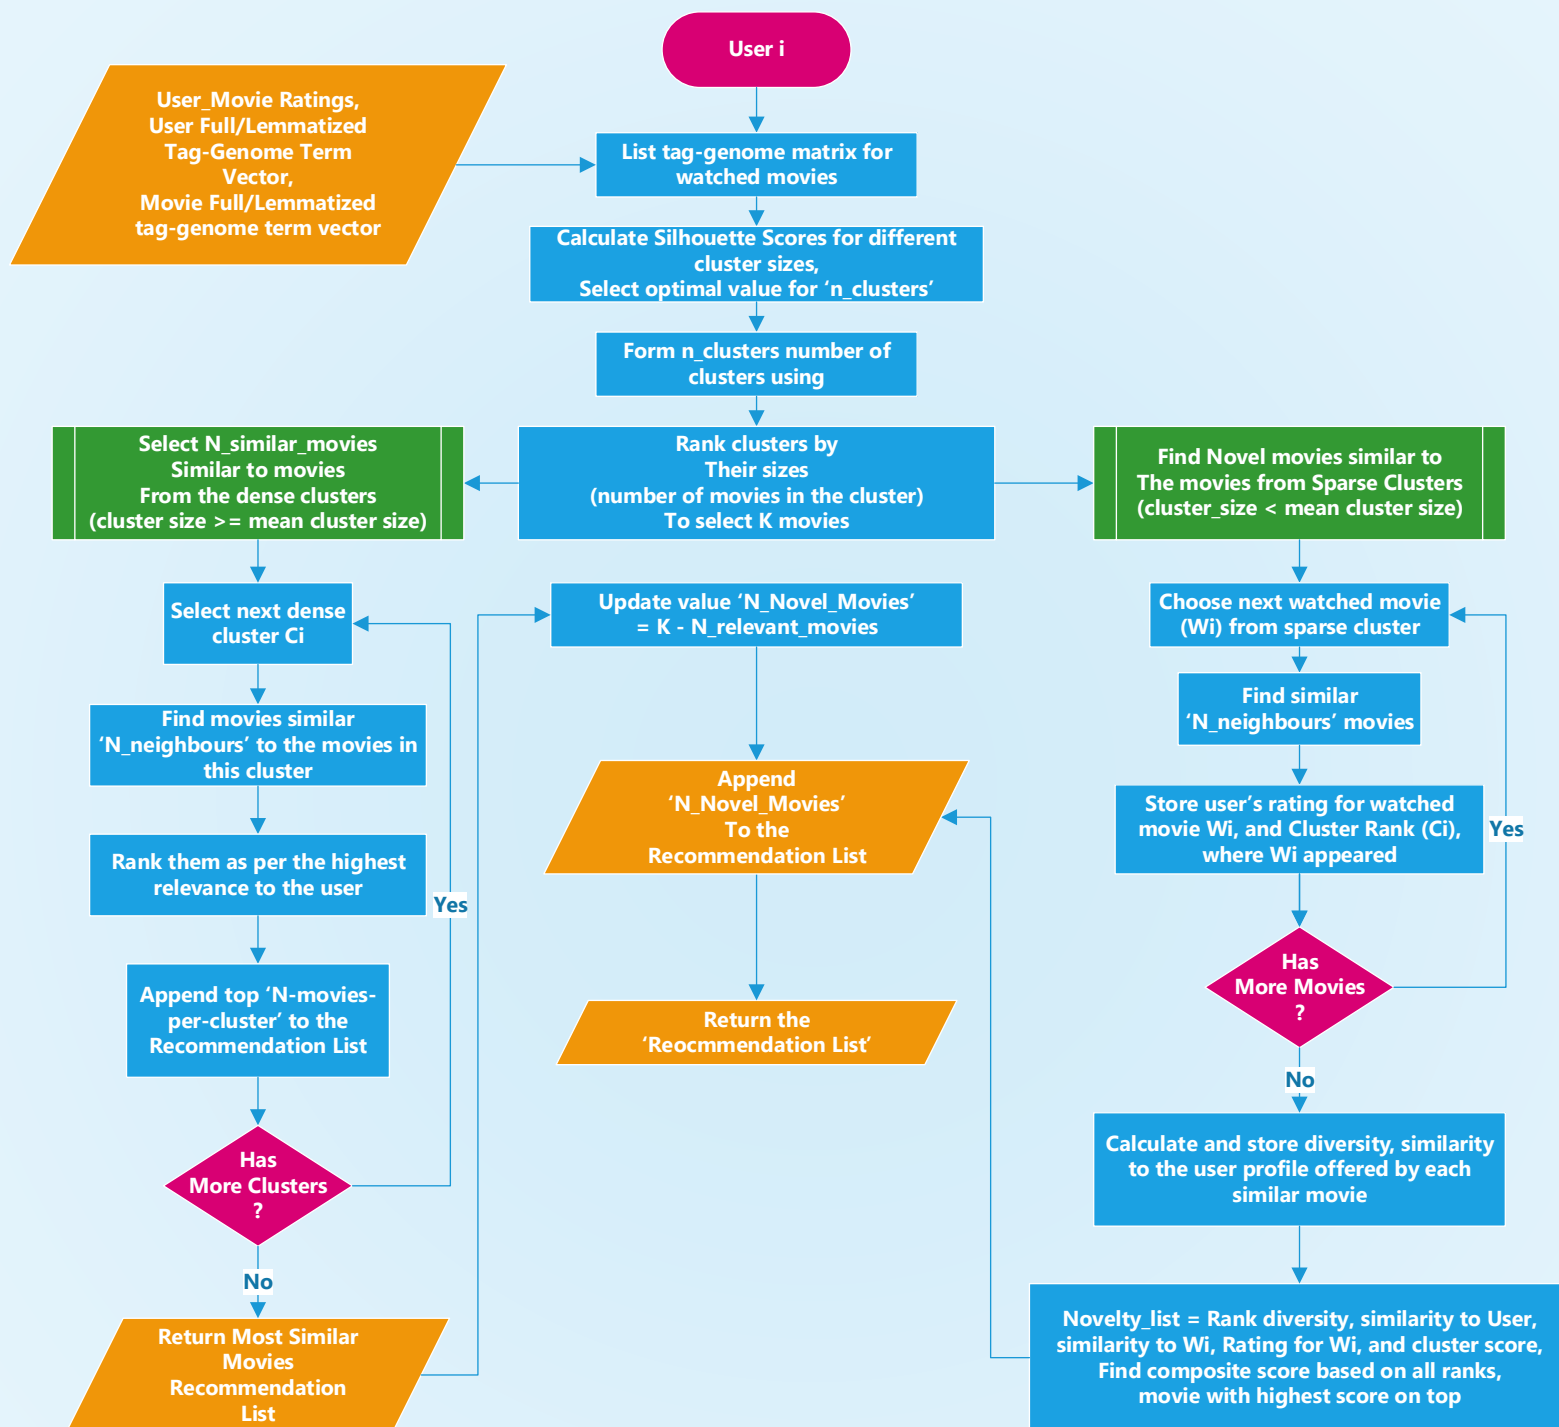 User i
User_Movie Ratings,
User Full/Lemmatized
Tag-Genome Term
Vector,
Movie Full/Lemmatized
tag-genome term vector
List tag-genome matrix for
watched movies
Calculate Silhouette Scores for different
cluster sizes,
Select optimal value for ‘n_clusters’
Form n_clusters number of
clusters using
Select N_similar_movies
Similar to movies
From the dense clusters
(cluster size >= mean cluster size)
Rank clusters by
Their sizes
(number of movies in the cluster)
To select K movies
Find Novel movies similar to
The movies from Sparse Clusters
(cluster_size < mean cluster size)
Select next dense
cluster Ci
Find movies similar
‘N_neighbours’ to the movies in
this cluster
Rank them as per the highest
relevance to the user
Append top ‘N-movies-
per-cluster’ to the
Recommendation List
Has
More Clusters
?
Yes
No
Return Most Similar
Movies
Recommendation
List
Update value ‘N_Novel_Movies’
= K - N_relevant_movies
Append
‘N_Novel_Movies’
To the
Recommendation List
Return the
‘Reocmmendation List’
Choose next watched movie
(Wi) from sparse cluster
Find similar
‘N_neighbours’ movies
Store user’s rating for watched
movie Wi, and Cluster Rank (Ci),
where Wi appeared
Has
More Movies
?
Yes
No
Calculate and store diversity, similarity
to the user profile offered by each
similar movie
Novelty_list = Rank diversity, similarity to User,
similarity to Wi, Rating for Wi, and cluster score,
Find composite score based on all ranks,
movie with highest score on top